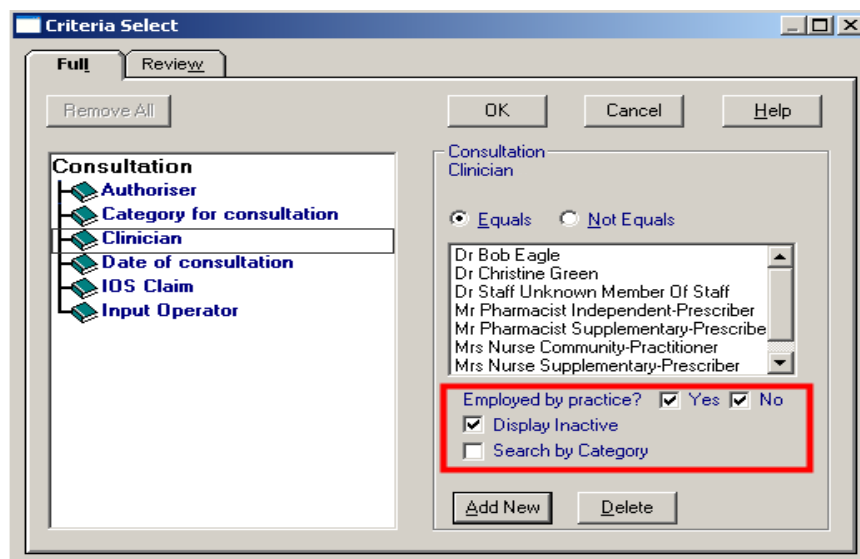 Criteria Select
Full Review
Remove All OK Cancel Help
Consultation
Authoriser
Category for consultation
Clinician
Date of consultation
IOS Claim
Input Operator
Consultation
Clinician
Equals Not Equals
Dr Bob Eagle
Dr Christine Green
Dr Staff Unknown Member Of Staff
Mr Pharmacist Independent-Prescriber
Mr Pharmacist Supplementary-Prescribe
Mrs Nurse Community-Practitioner
Mrs Nurse Supplementary-Prescriber
Employed by practice? Yes No
Display Inactive
Search by Category
Add New Delete